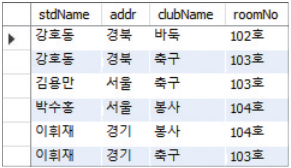 stdName addr clubName roomNo
강호동 경북 바둑 102호
강호동 경북 축구 103호
김용만 서울 축구 103호
박수홍 서울 봉사 104호
이휘재 경기 봉사 104호
이휘재 경기 축구 103호